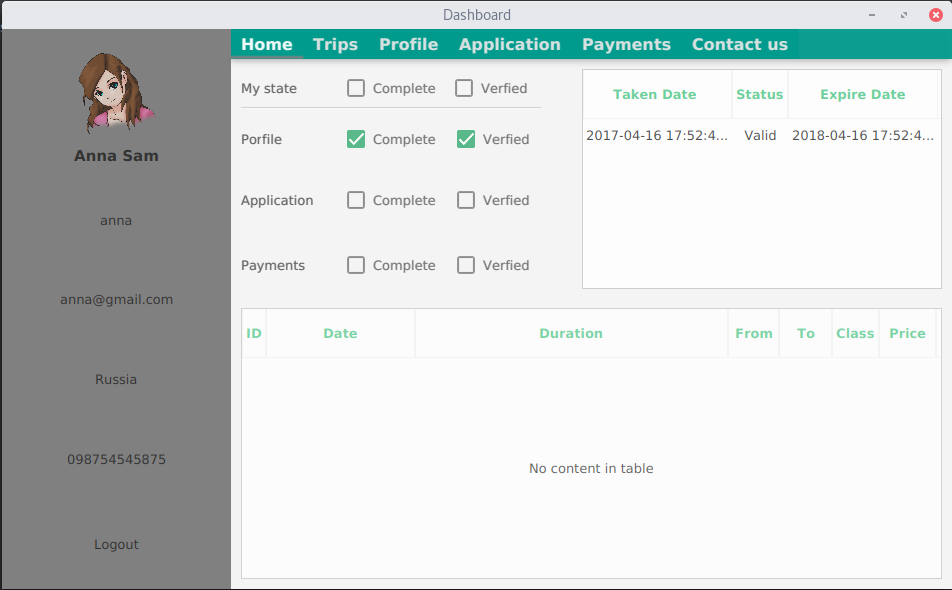 Dashboard
Home Trips Profile Application Payments Contact us
Anna Sam
anna
anna@gmail.com
Russia
098754545875
Logout
My state Complete Verfied
Porfile Complete Verfied
Application Complete Verfied
Payments Complete Verfied
Taken Date Status Expire Date
2017-04-16 17:52:4... Valid 2018-04-16 17:52:4...
ID Date Duration From To Class Price
No content in table